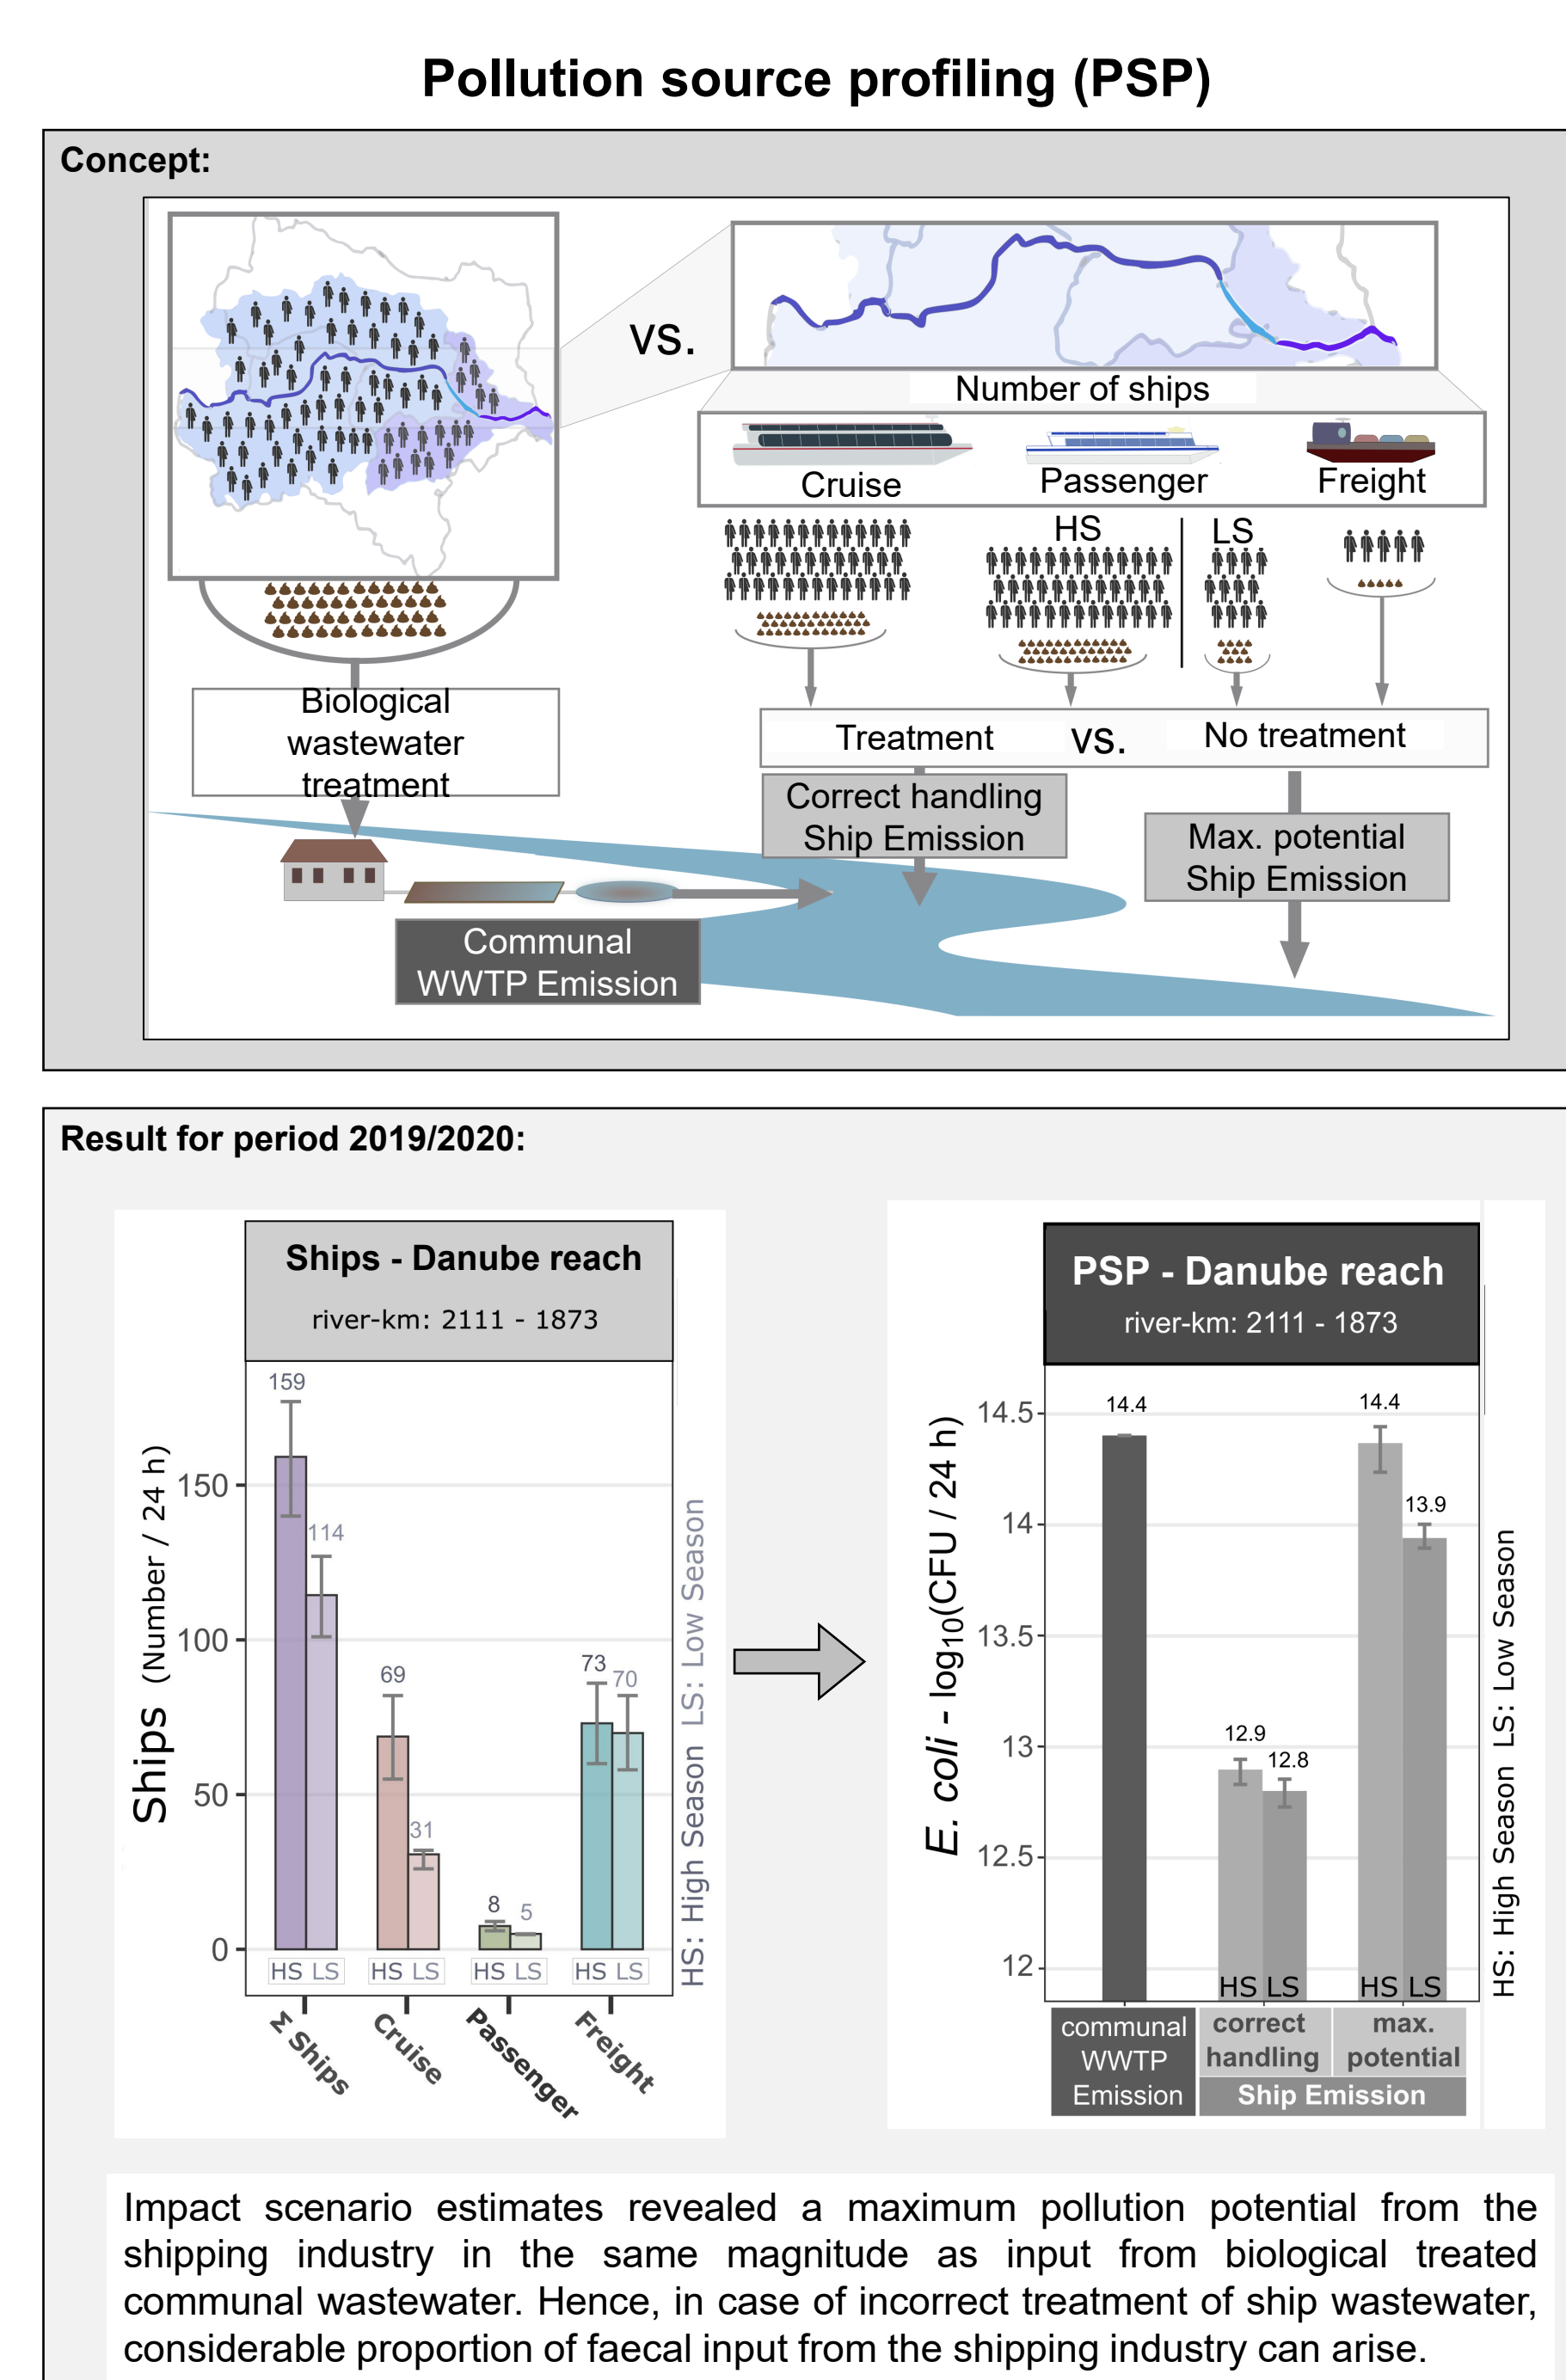 Pollution source profiling (PSP)
Concept:
vs.
Number of ships
Cruise
Passenger
Freight
HS
LS
Biological
wastewater
treatment
Treatment vs. No treatment
Correct handling
Ship Emission
Max. potential
Ship Emission
Communal
WWTP Emission
Result for period 2019/2020:
Ships - Danube reach
river-km: 2111 - 1873
Ships (Number / 24 h)
150
100
50
0
159
114
69
31
8
5
73
70
HS LS
HS LS
HS LS
HS LS
Σ Ships
Cruise
Passenger
Freight
HS: High Season LS: Low Season
PSP - Danube reach
river-km: 2111 - 1873
E. coli - log10(CFU / 24 h)
14.5
14
13.5
13
12.5
12
14.4
12.9
12.8
14.4
13.9
HS LS
HS LS
communal
WWTP
Emission
correct
handling
max.
potential
Ship Emission
HS: High Season LS: Low Season
Impact scenario estimates revealed a maximum pollution potential from the
shipping industry in the same magnitude as input from biological treated
communal wastewater. Hence, in case of incorrect treatment of ship wastewater,
considerable proportion of faecal input from the shipping industry can arise.